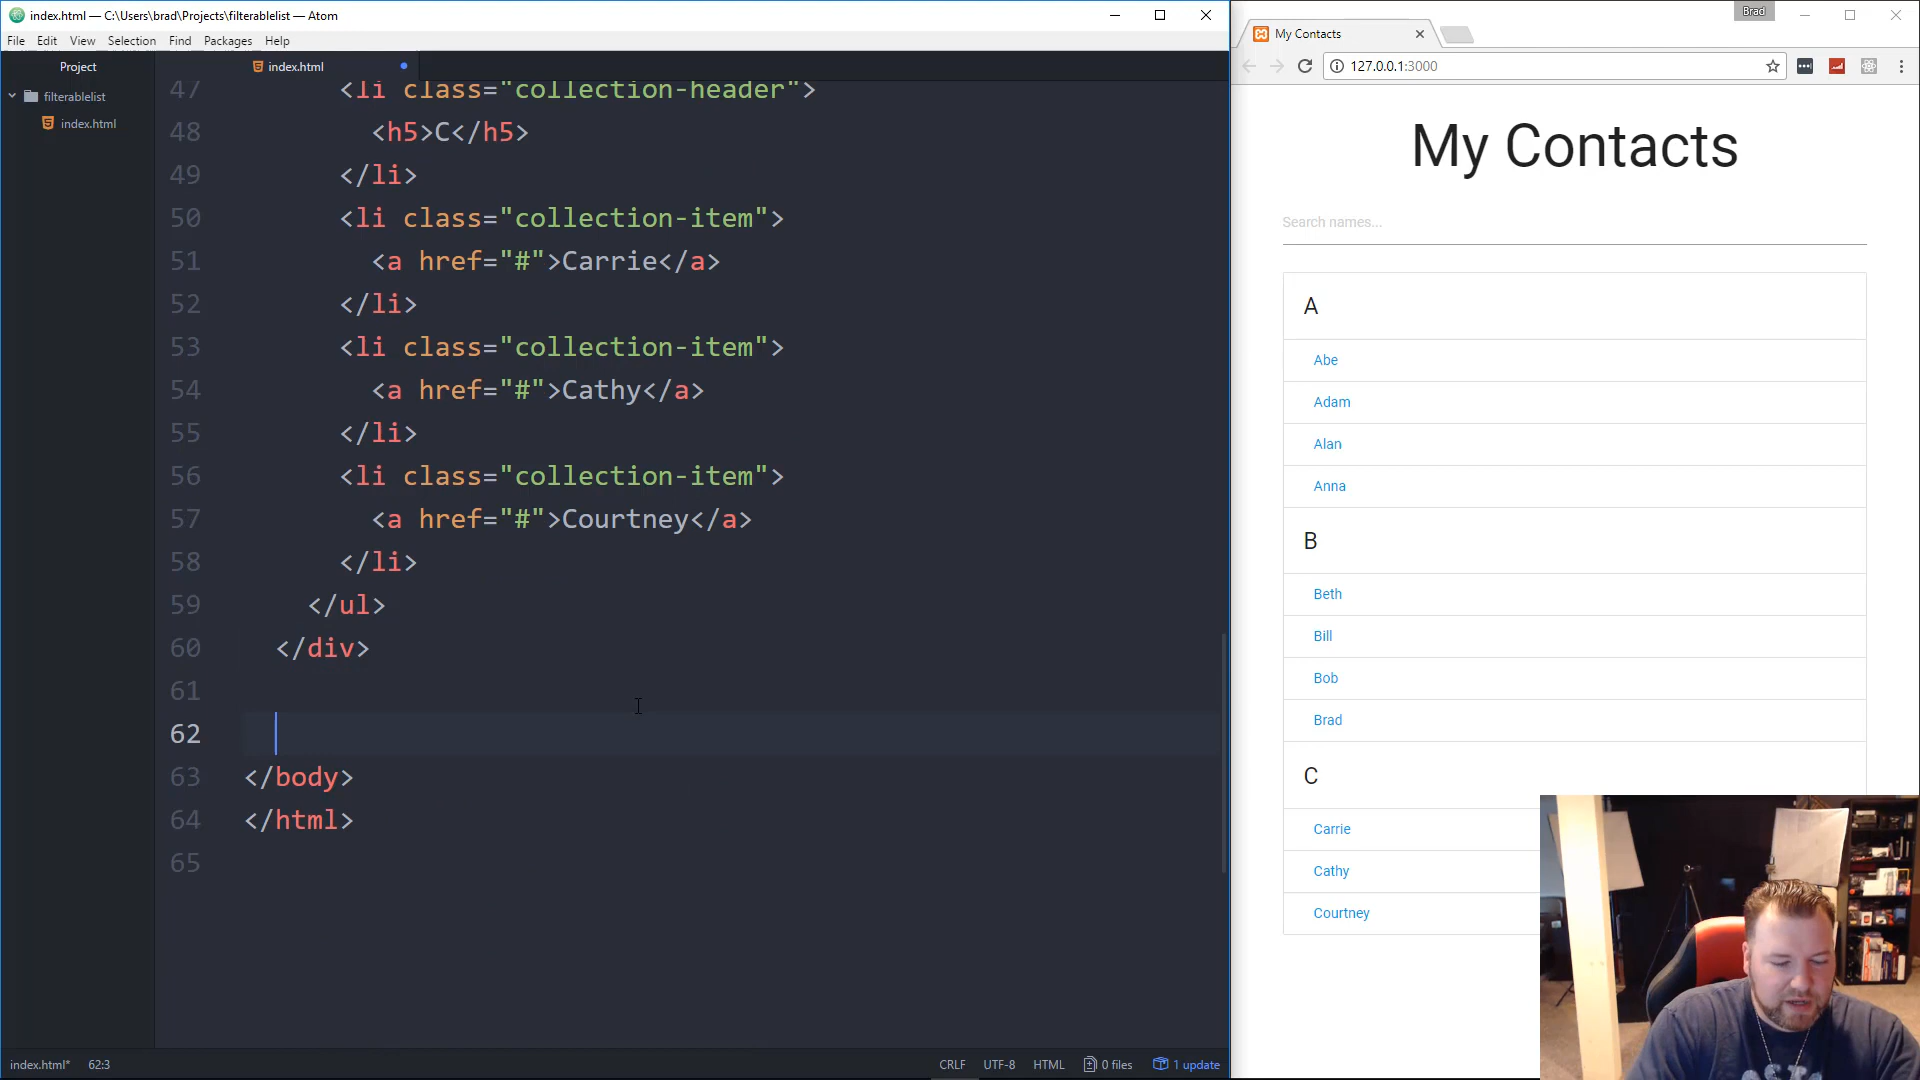 index.html — C:\Users\brad\Projects\filterablelist — Atom
File Edit View Selection Find Packages Help
Project
filterablelist
index.html
index.html
47 <li class="collection-header">
48 <h5>C</h5>
49 </li>
50 <li class="collection-item">
51 <a href="#">Carrie</a>
52 </li>
53 <li class="collection-item">
54 <a href="#">Cathy</a>
55 </li>
56 <li class="collection-item">
57 <a href="#">Courtney</a>
58 </li>
59 </ul>
60 </div>
61
62
63 </body>
64 </html>
65
index.html* 62:3 CRLF UTF-8 HTML 0 files 1 update
Brad
My Contacts
127.0.0.1:3000
My Contacts
Search names...
A
Abe
Adam
Alan
Anna
B
Beth
Bill
Bob
Brad
C
Carrie
Cathy
Courtney